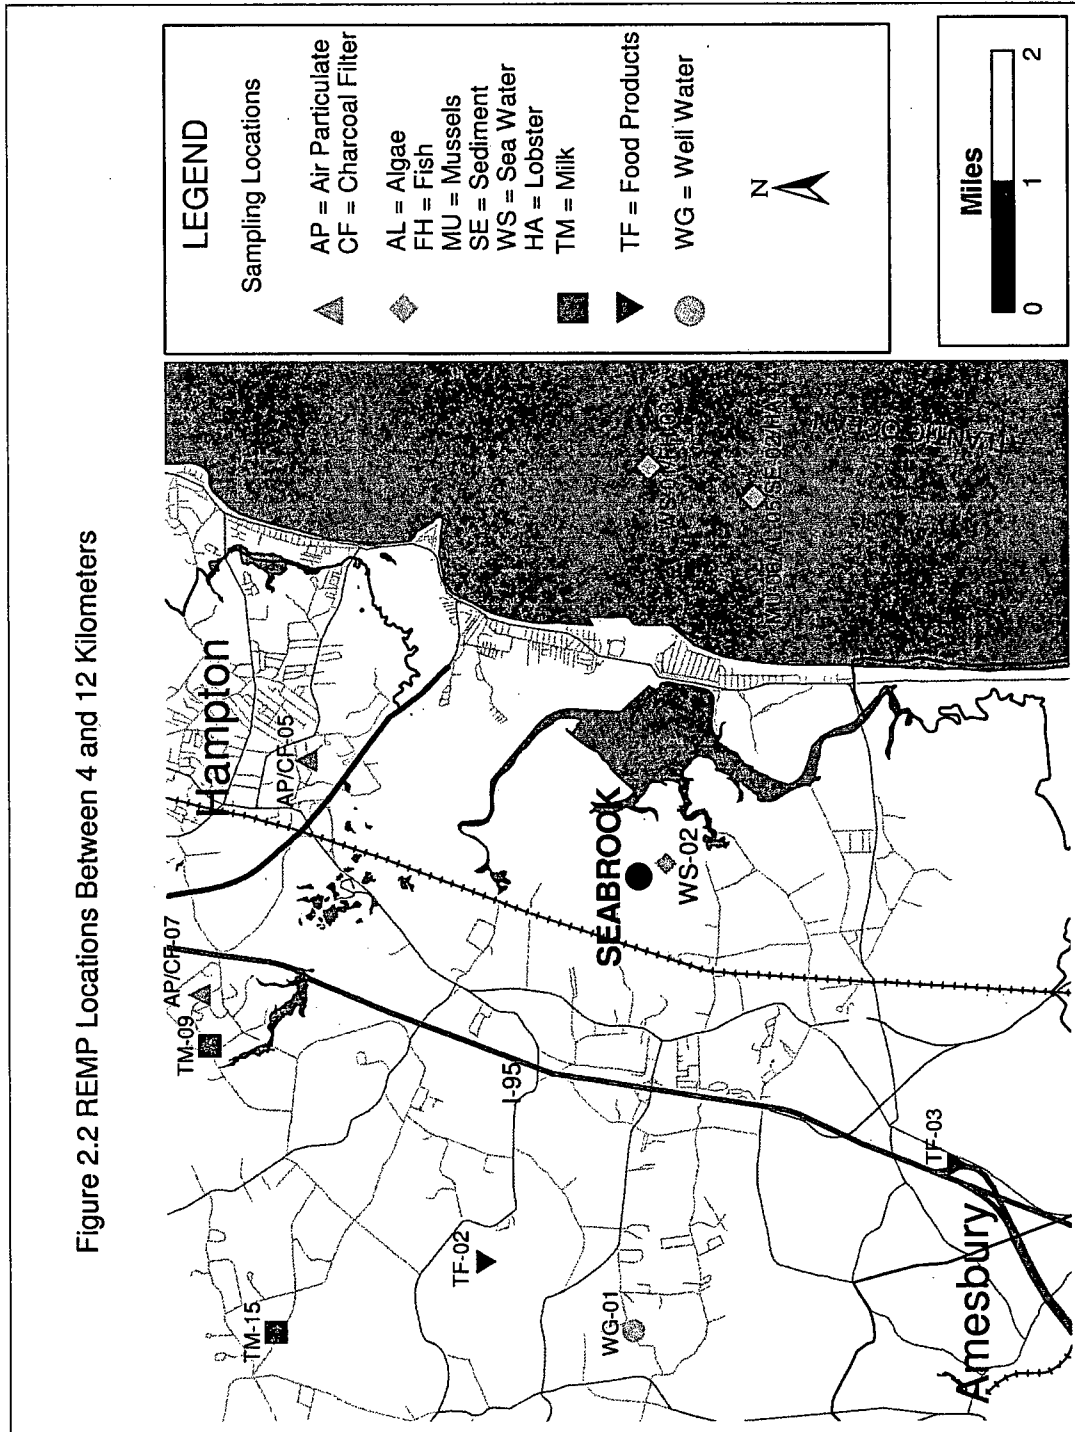 Figure 2.2 REMP Locations Between 4 and 12 Kilometers
TM-15
TM-09
AP/CF-07
Hampton
AP/CF-05
TF-02
I-95
WG-01
SEABROOK
WS-02
TF-03
Amesbury
OCEAN
LEGEND
Sampling Locations
AP = Air Particulate
CF = Charcoal Filter
AL = Algae
FH = Fish
MU = Mussels
SE = Sediment
WS = Sea Water
HA = Lobster
TM = Milk
TF = Food Products
WG = Well Water
N
Miles
0 1 2